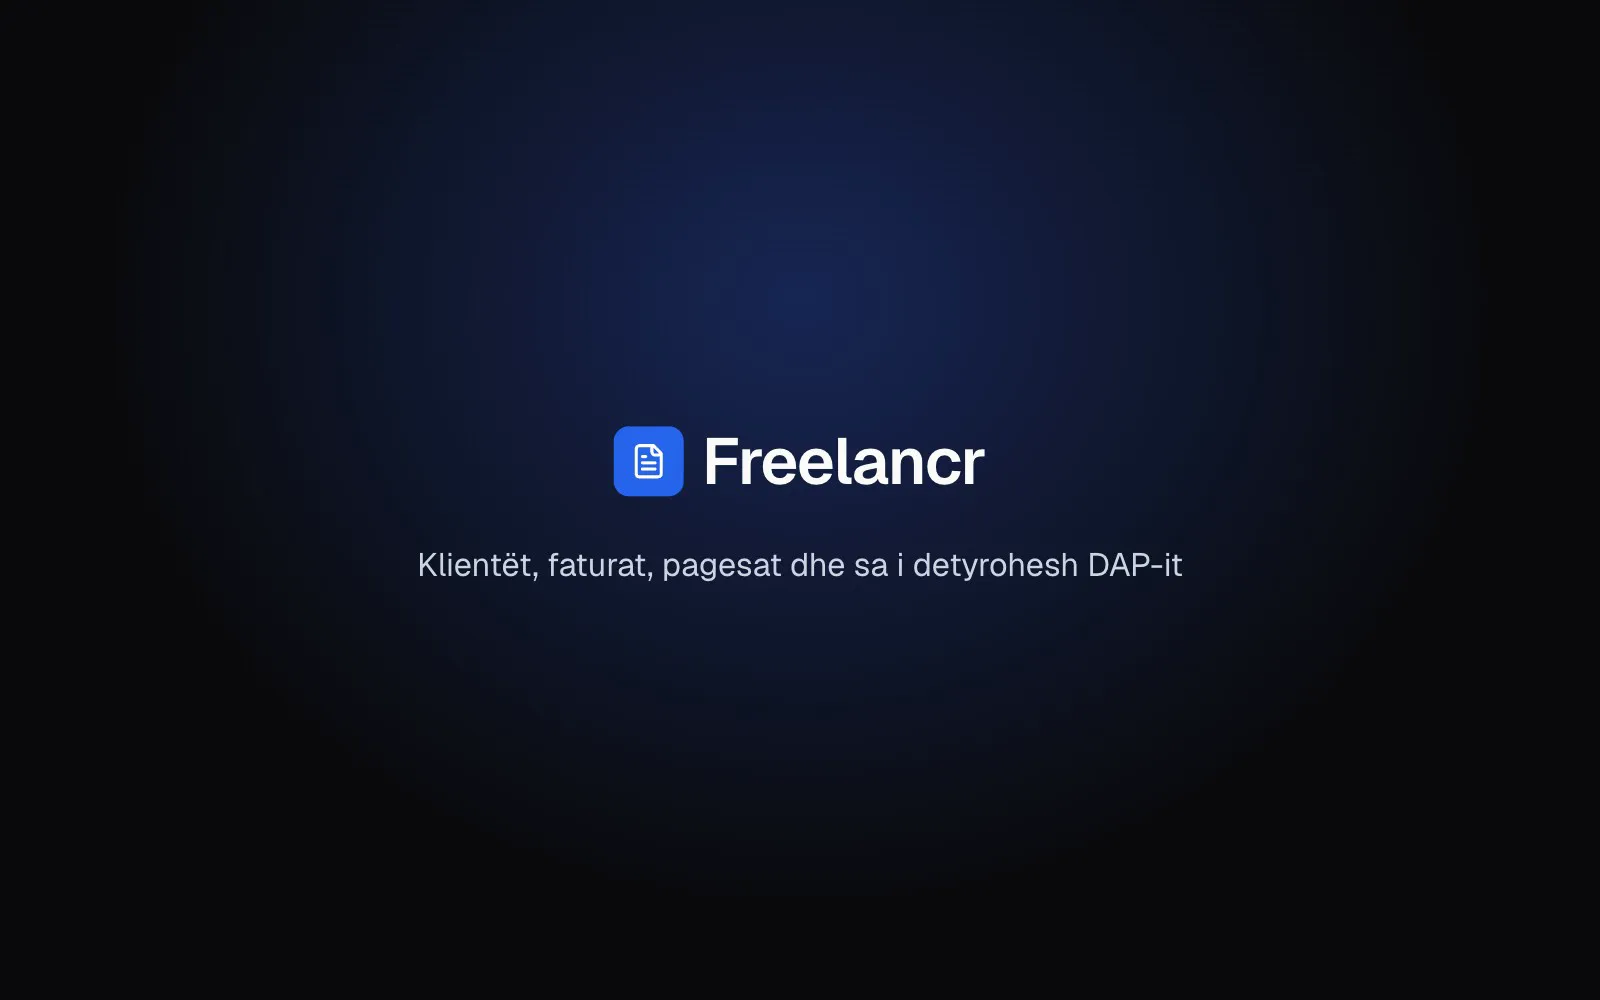 Freelancr
Klientët, faturat, pagesat dhe sa i detyrohesh DAP-it